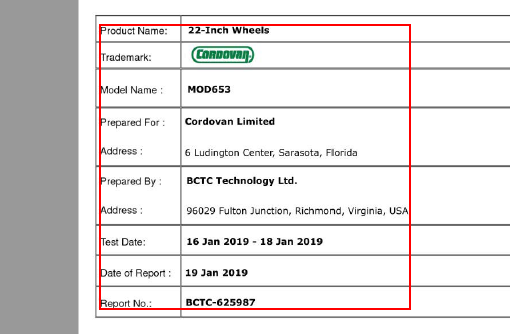 Product Name: 22-Inch Wheels
Trademark: CORDOVAN.
Model Name : MOD653
Prepared For : Cordovan Limited
Address : 6 Ludington Center, Sarasota, Florida
Prepared By : BCTC Technology Ltd.
Address : 96029 Fulton Junction, Richmond, Virginia, USA
Test Date: 16 Jan 2019 - 18 Jan 2019
Date of Report : 19 Jan 2019
Report No.: BCTC-625987